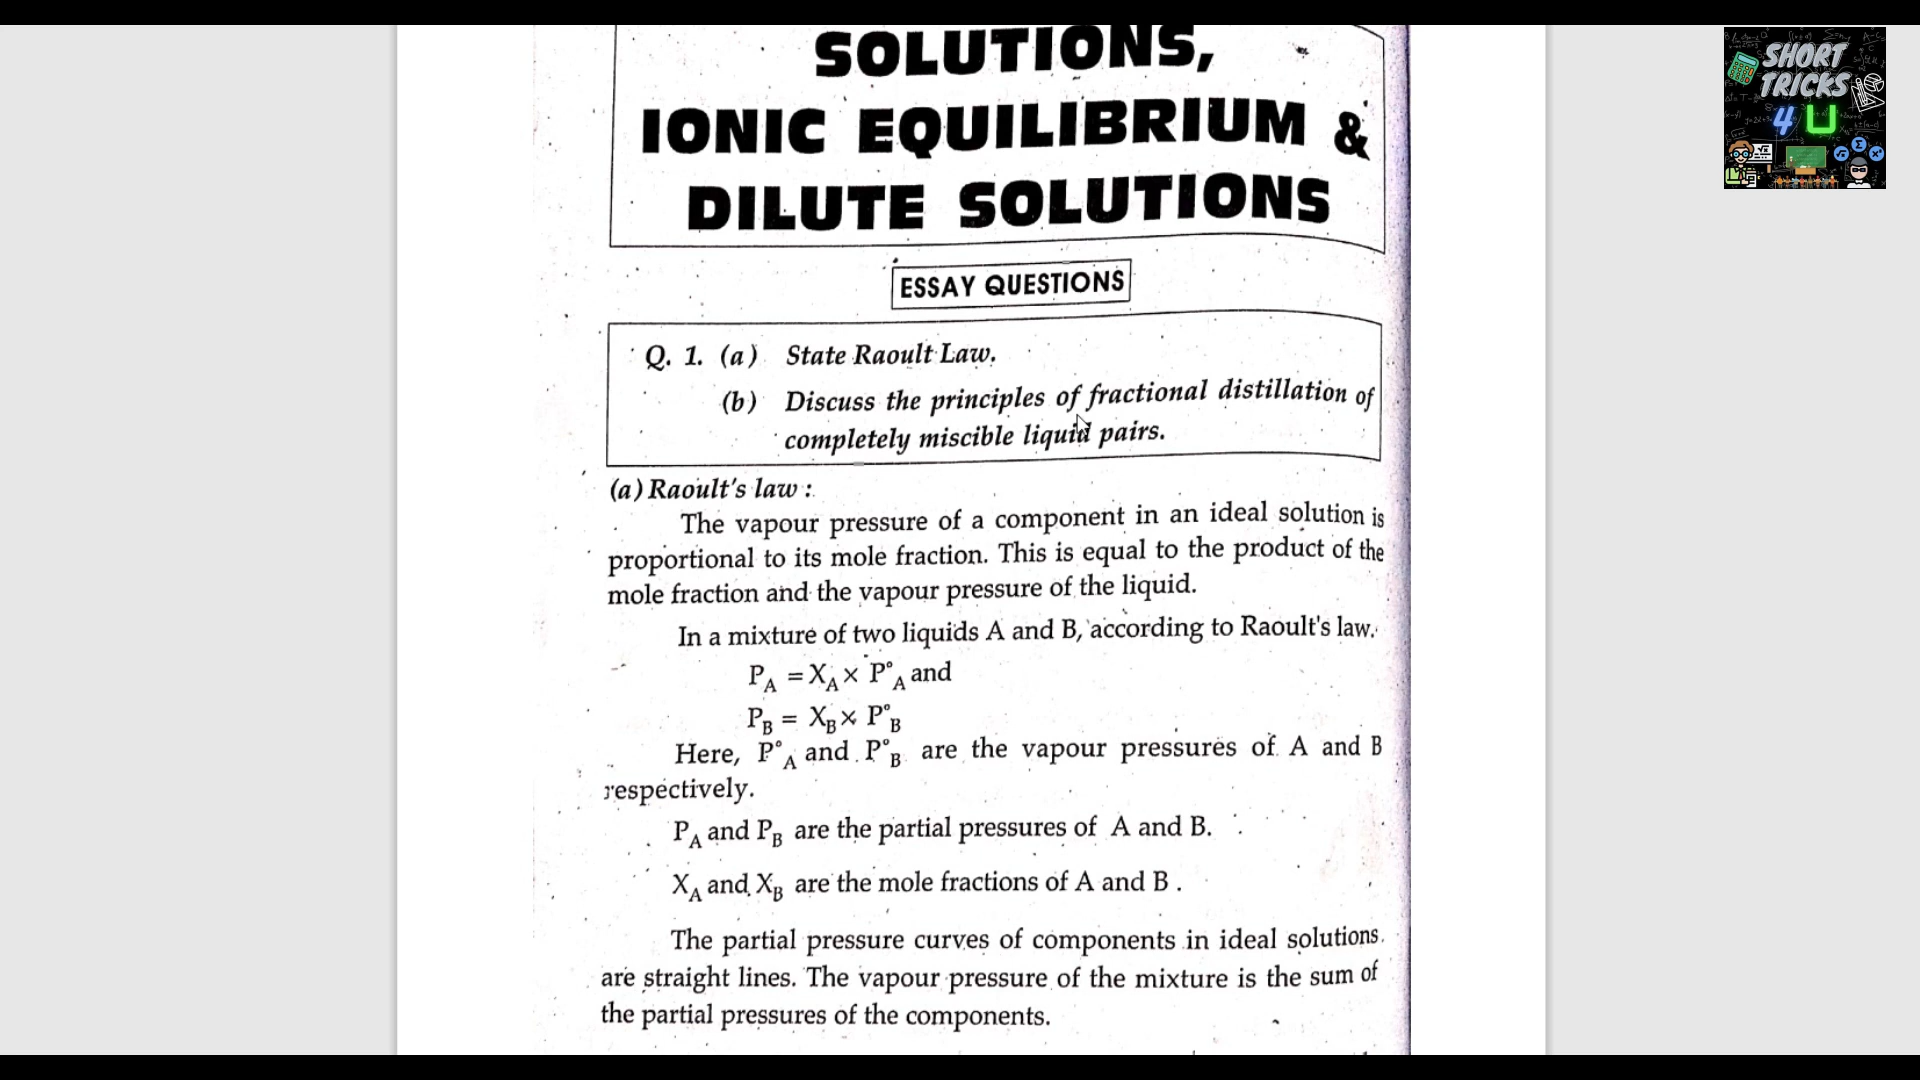 SOLUTIONS,
IONIC EQUILIBRIUM &
DILUTE SOLUTIONS
ESSAY QUESTIONS
Q. 1. (a) State Raoult Law.
(b) Discuss the principles of fractional distillation of
completely miscible liquid pairs.
(a) Raoult's law :
The vapour pressure of a component in an ideal solution is
proportional to its mole fraction. This is equal to the product of the
mole fraction and the vapour pressure of the liquid.
In a mixture of two liquids A and B, according to Raoult's law.
P_A = X_A × P°_A and
P_B = X_B × P°_B
Here, P°_A and P°_B are the vapour pressures of A and B
respectively.
P_A and P_B are the partial pressures of A and B.
X_A and X_B are the mole fractions of A and B .
The partial pressure curves of components in ideal solutions
are straight lines. The vapour pressure of the mixture is the sum of
the partial pressures of the components.
SHORT
TRICKS
4 U